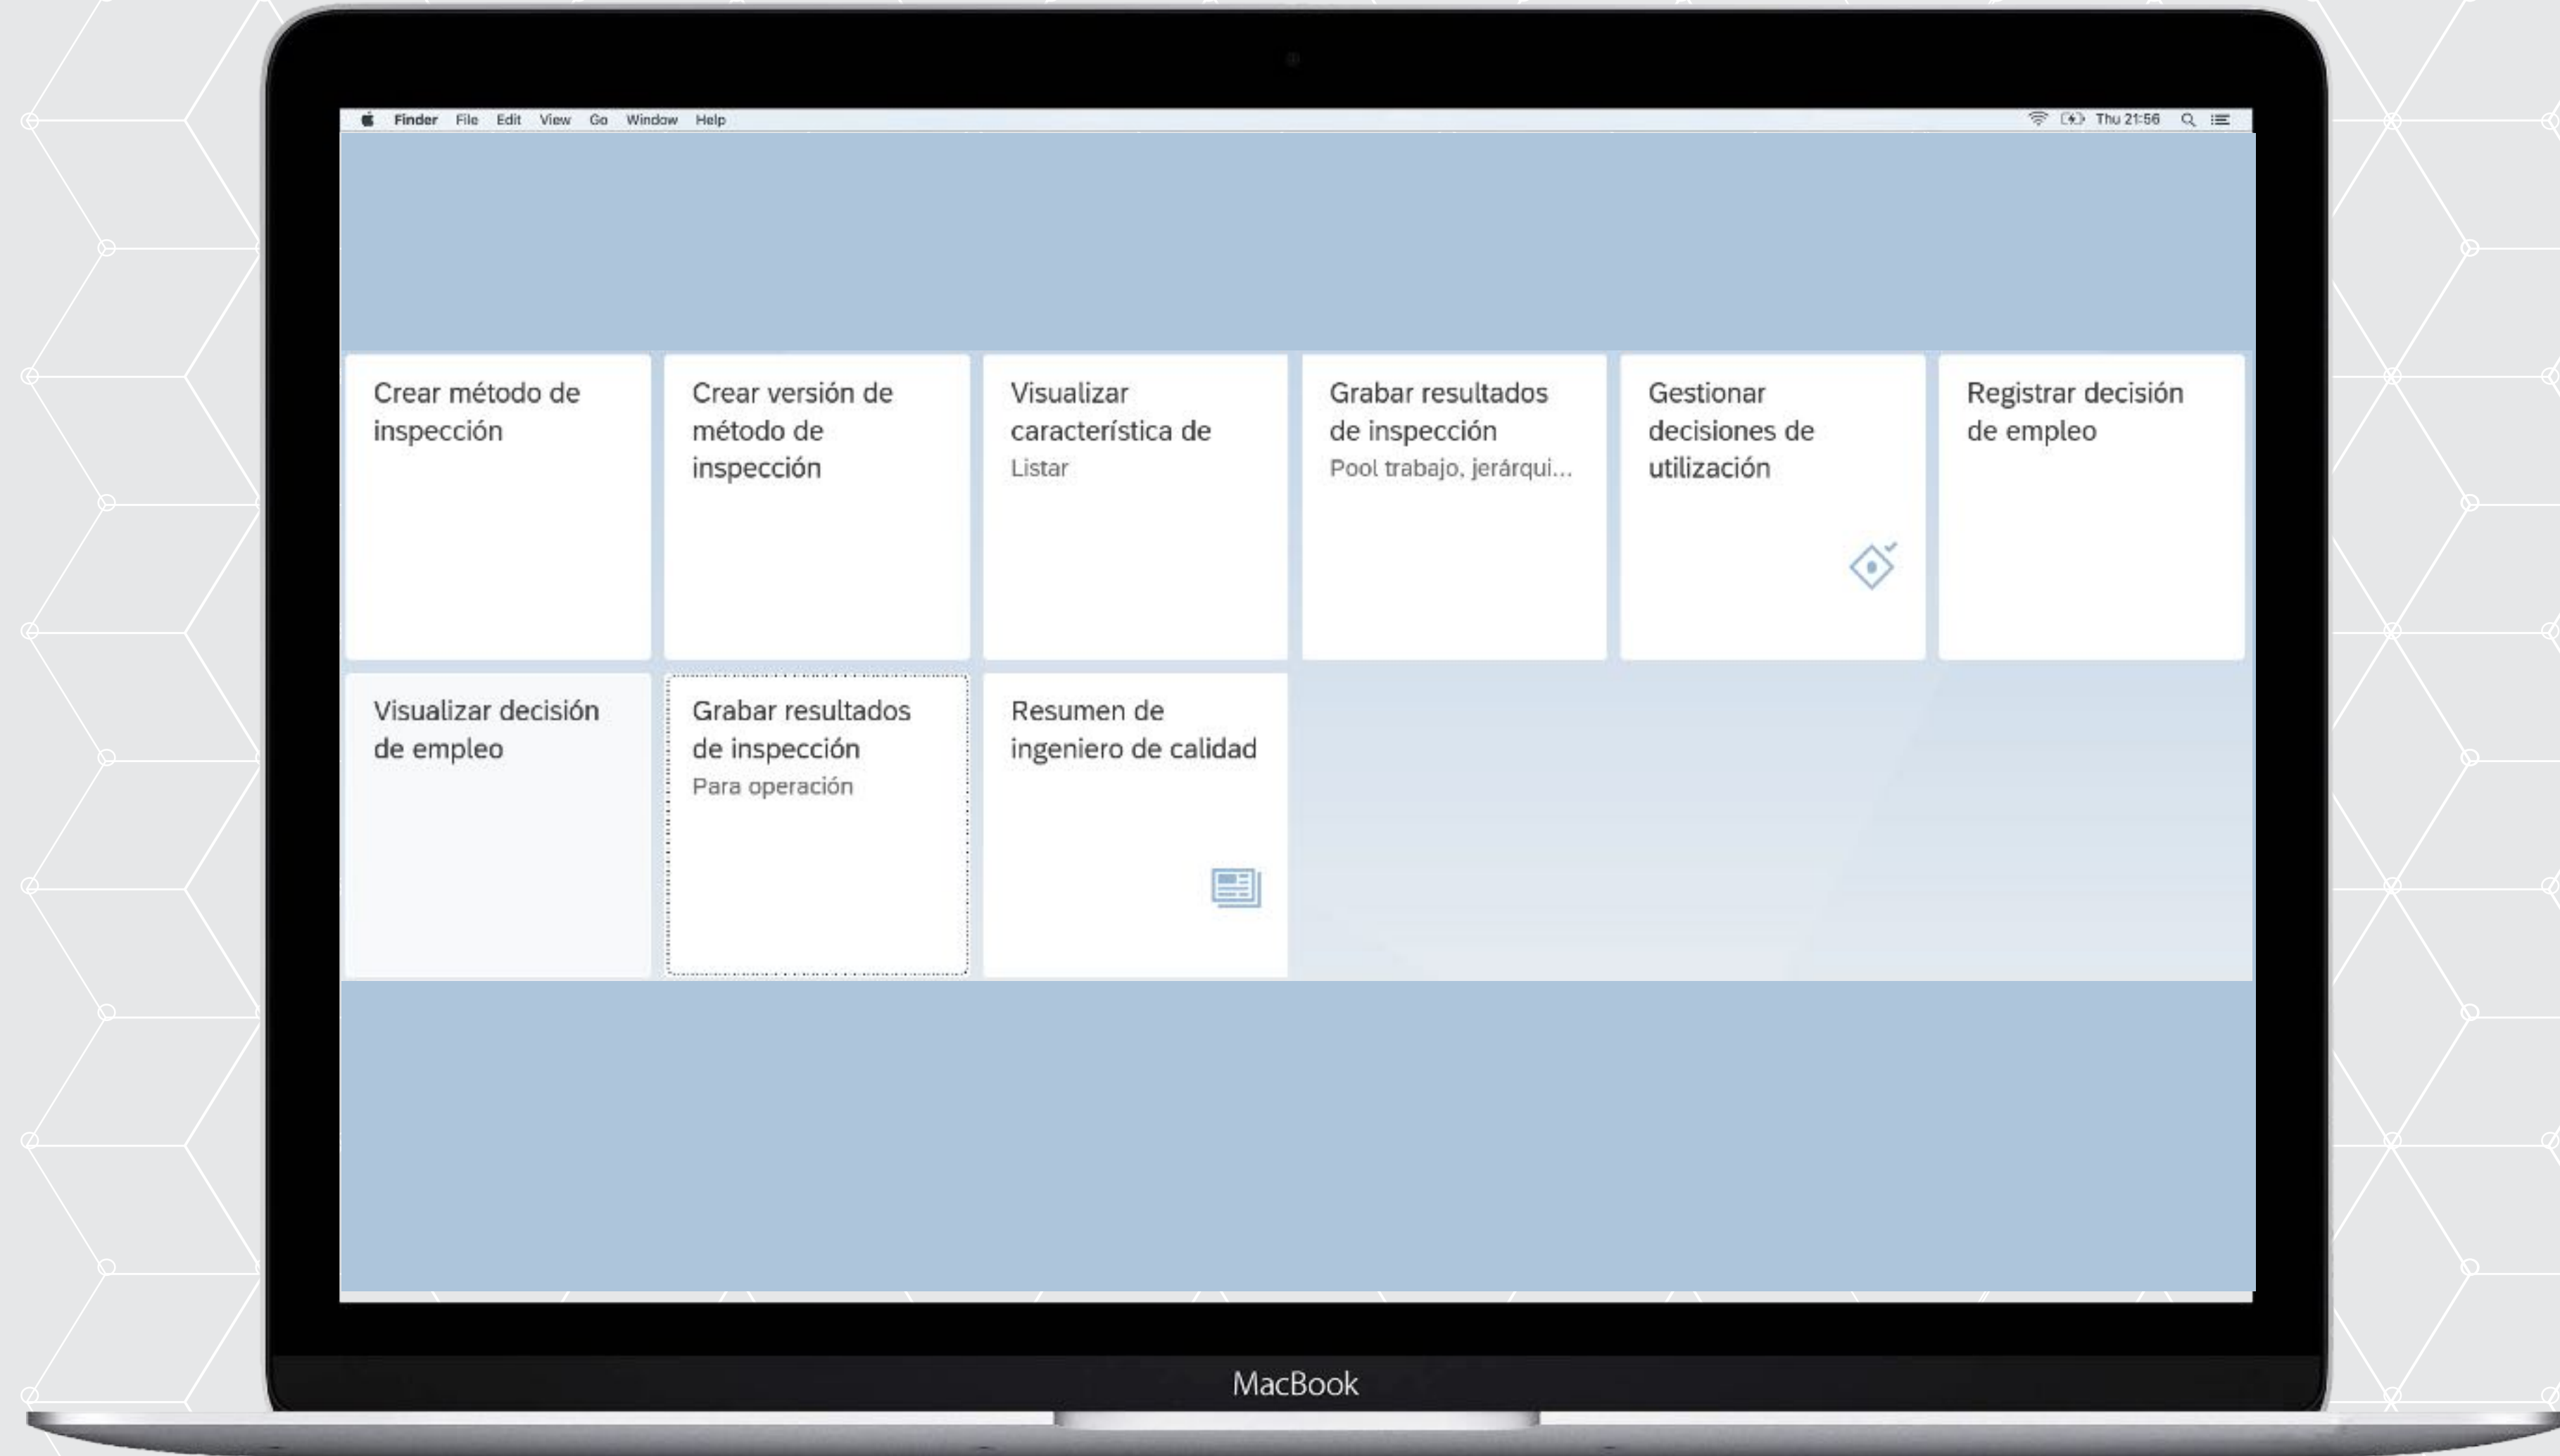 Finder File Edit View Go Window Help
Thu 21:56
Crear método de
inspección
Crear versión de
método de
inspección
Visualizar
característica de
Listar
Grabar resultados
de inspección
Pool trabajo, jerárqui...
Gestionar
decisiones de
utilización
Registrar decisión
de empleo
Visualizar decisión
de empleo
Grabar resultados
de inspección
Para operación
Resumen de
ingeniero de calidad
MacBook